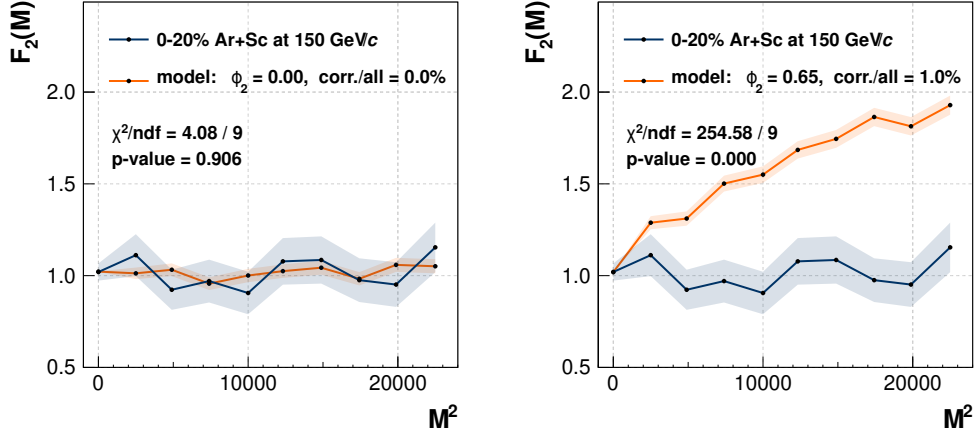 F₂(M)
0-20% Ar+Sc at 150 GeV/c
model: ϕ₂ = 0.00, corr./all = 0.0%
χ²/ndf = 4.08 / 9
p-value = 0.906
2.0
1.5
1.0
0.5
0 10000 20000
M²
F₂(M)
0-20% Ar+Sc at 150 GeV/c
model: ϕ₂ = 0.65, corr./all = 1.0%
χ²/ndf = 254.58 / 9
p-value = 0.000
2.0
1.5
1.0
0.5
0 10000 20000
M²